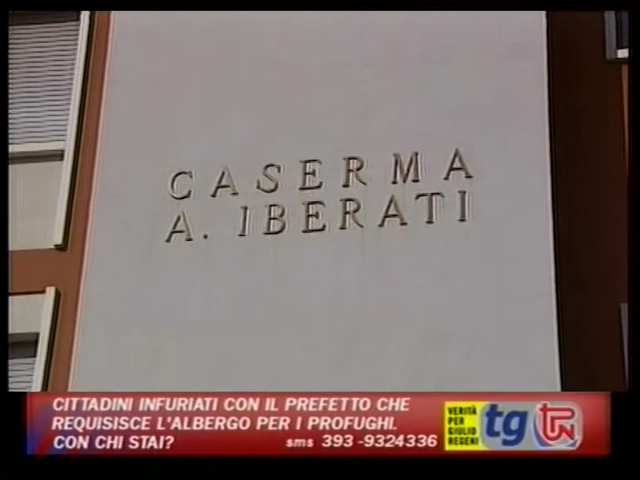 CASERMA
A. IBERATI
CITTADINI INFURIATI CON IL PREFETTO CHE
REQUISISCE L'ALBERGO PER I PROFUGHI.
CON CHI STAI? sms 393 -9324336
VERITÀ
PER
GIULIO
REGENI
tg TRN